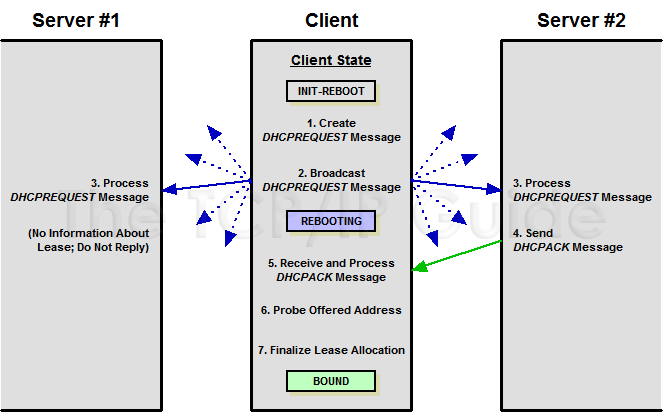 Server #1
Client
Server #2
Client State
INIT-REBOOT
1. Create
DHCPREQUEST Message
2. Broadcast
DHCPREQUEST Message
3. Process
DHCPREQUEST Message
(No Information About
Lease; Do Not Reply)
3. Process
DHCPREQUEST Message
REBOOTING
4. Send
DHCPACK Message
5. Receive and Process
DHCPACK Message
6. Probe Offered Address
7. Finalize Lease Allocation
BOUND
The TCP/IP Guide